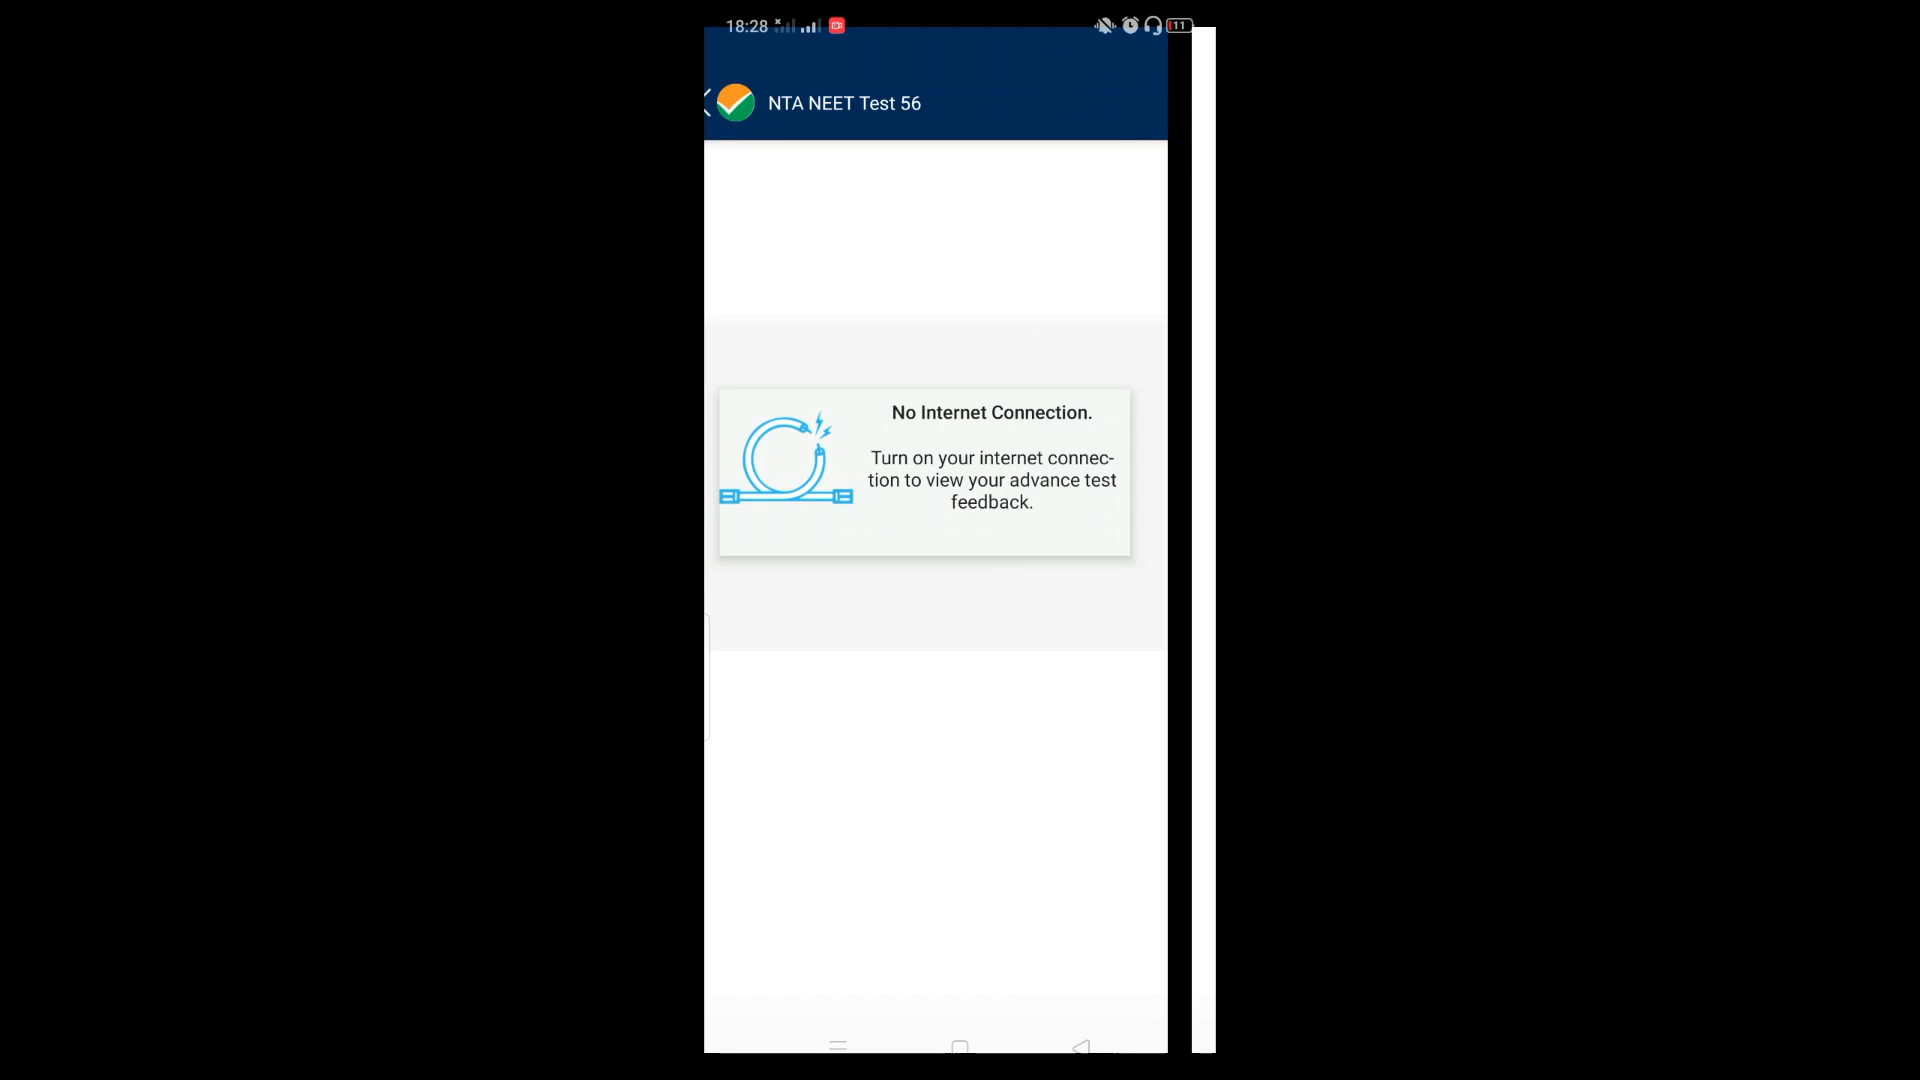 18:28
11
NTA NEET Test 56
No Internet Connection.
Turn on your internet connec-
tion to view your advance test
feedback.